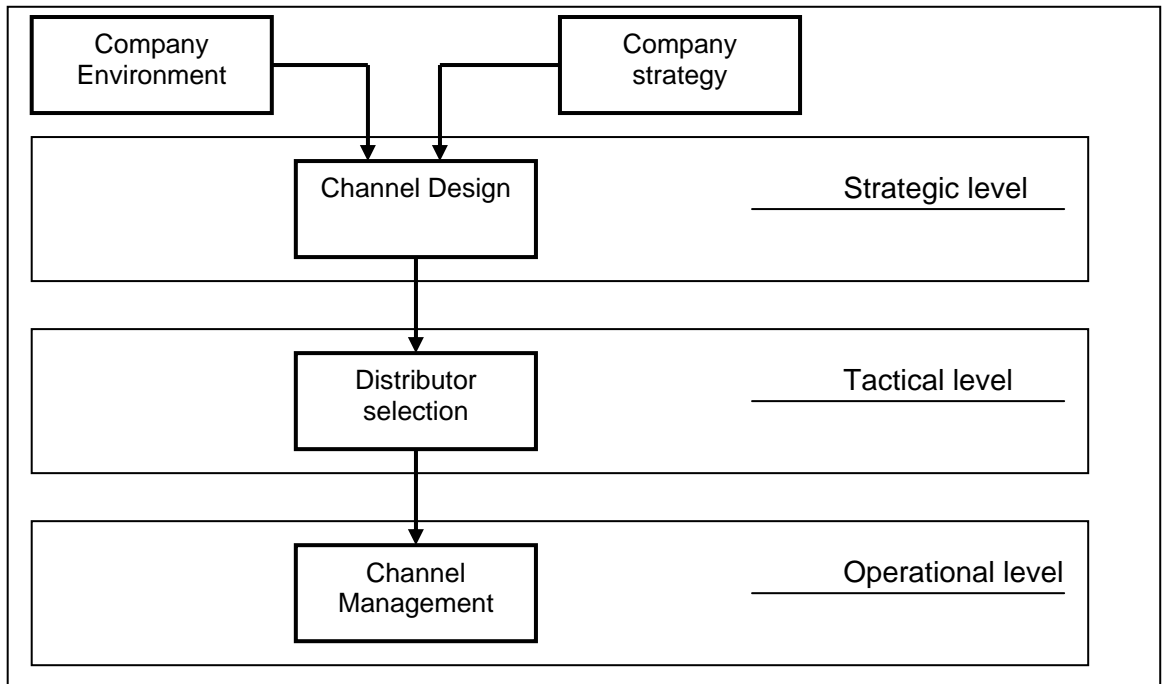 Company
Environment
Company
strategy
Channel Design
Strategic level
Distributor
selection
Tactical level
Channel
Management
Operational level